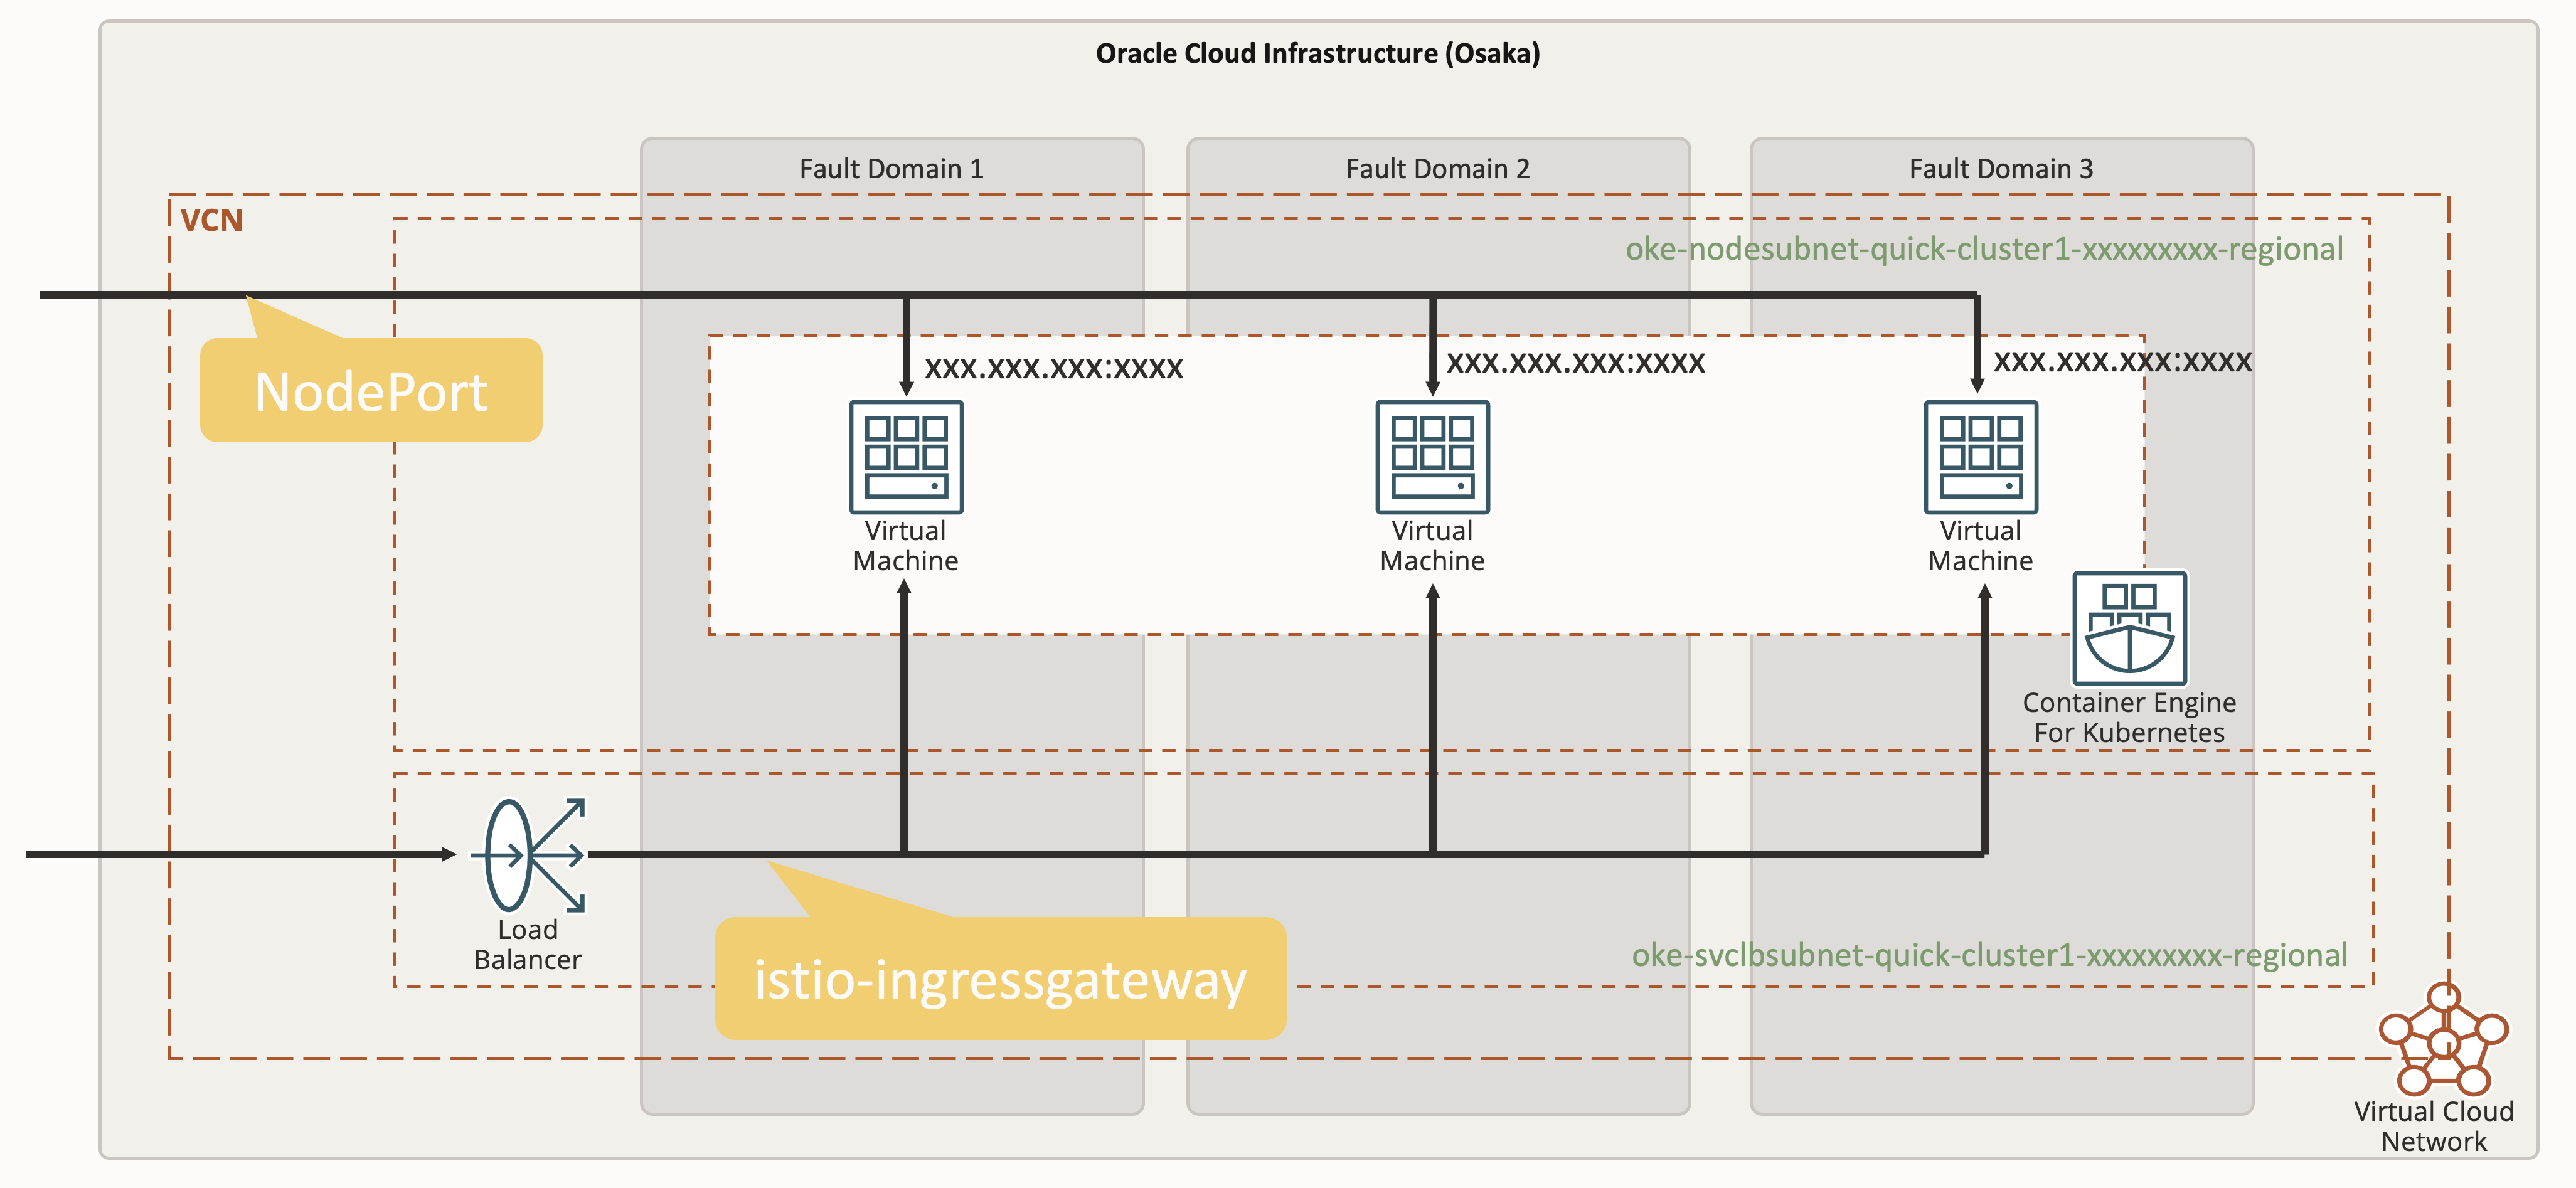 Oracle Cloud Infrastructure (Osaka)
Fault Domain 1
Fault Domain 2
Fault Domain 3
VCN
oke-nodesubnet-quick-cluster1-xxxxxxxxx-regional
NodePort
xxx.xxx.xxx:xxxx
xxx.xxx.xxx:xxxx
xxx.xxx.xxx:xxxx
Virtual
Machine
Virtual
Machine
Virtual
Machine
Container Engine
For Kubernetes
Load
Balancer
istio-ingressgateway
oke-svclbsubnet-quick-cluster1-xxxxxxxxx-regional
Virtual Cloud
Network